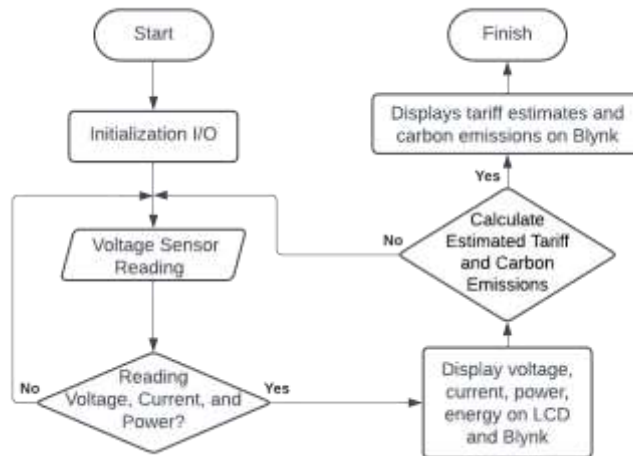 Start
Initialization I/O
Voltage Sensor
Reading
Reading
Voltage, Current, and
Power?
No
Yes
Display voltage,
current, power,
energy on LCD
and Blynk
Calculate
Estimated Tariff
and Carbon
Emissions
No
Yes
Displays tariff estimates and
carbon emissions on Blynk
Finish